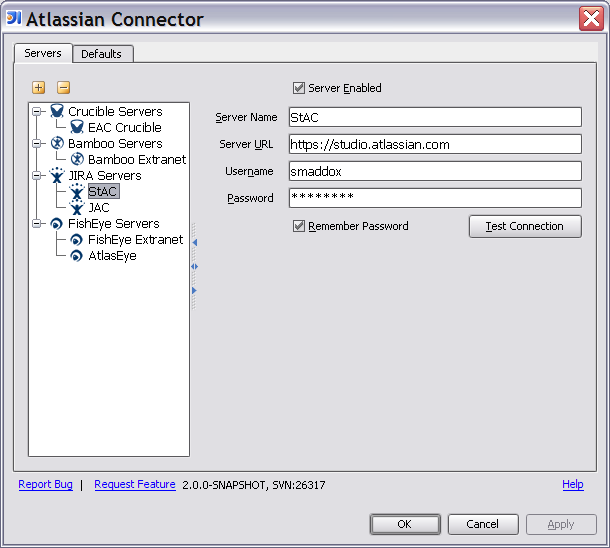 Atlassian Connector
Servers
Defaults
Server Enabled
Crucible Servers
EAC Crucible
Bamboo Servers
Bamboo Extranet
JIRA Servers
StAC
JAC
FishEye Servers
FishEye Extranet
AtlasEye
Server Name StAC
Server URL https://studio.atlassian.com
Username smaddox
Password ********
Remember Password
Test Connection
Report Bug | Request Feature 2.0.0-SNAPSHOT, SVN:26317 Help
OK Cancel Apply